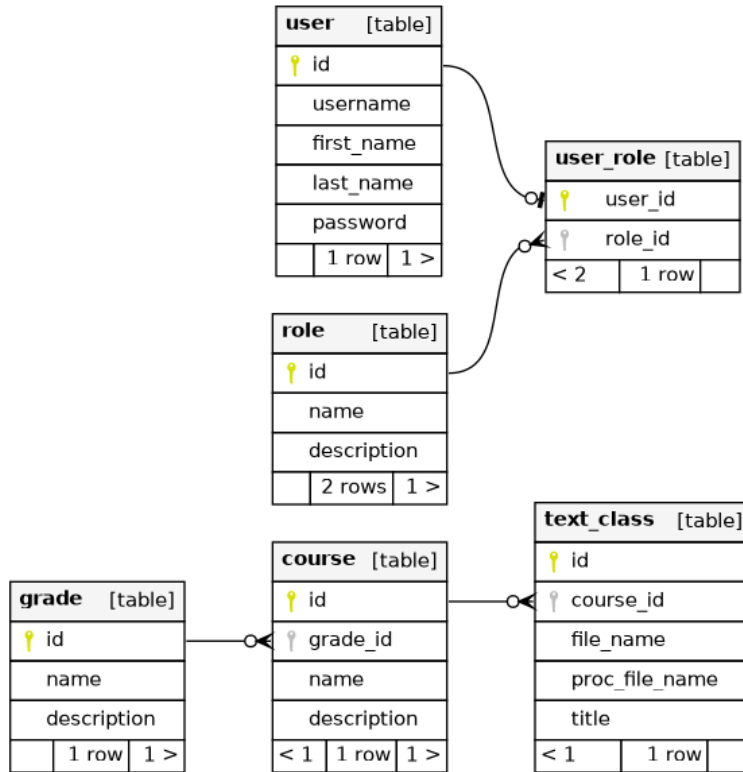 user [table]
id
username
first_name
last_name
password
1 row 1 >
user_role [table]
user_id
role_id
< 2 1 row
role [table]
id
name
description
2 rows 1 >
text_class [table]
id
course_id
file_name
proc_file_name
title
< 1 1 row
course [table]
id
grade_id
name
description
< 1 1 row 1 >
grade [table]
id
name
description
1 row 1 >